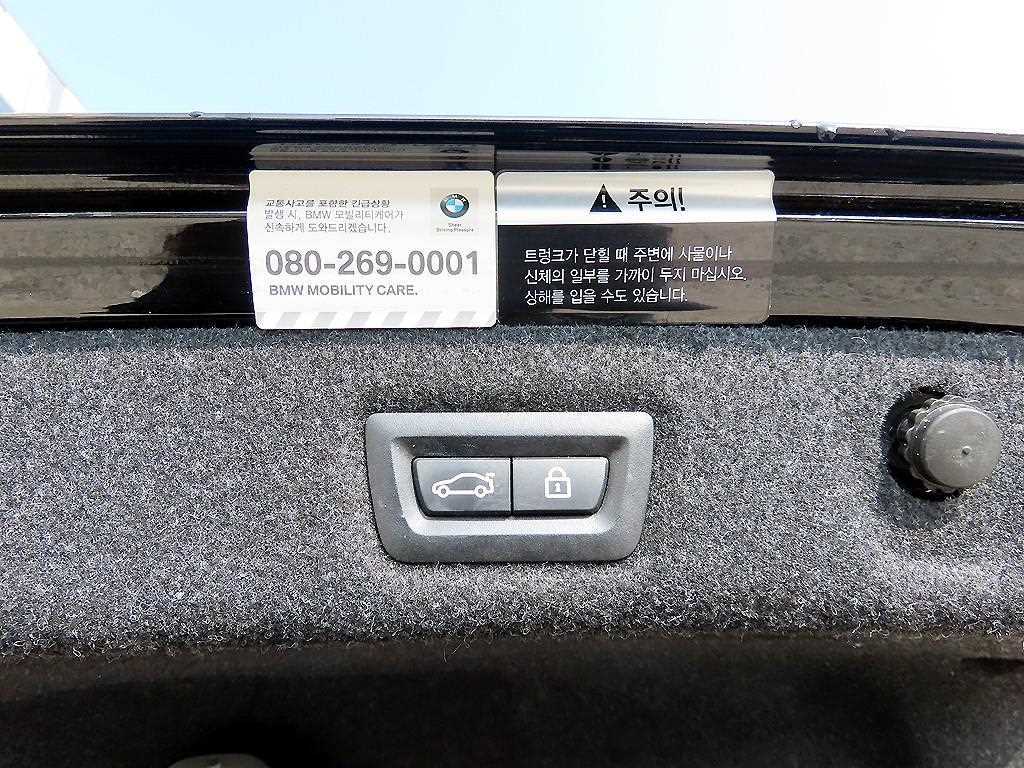 교통사고를 포함한 긴급상황
발생 시, BMW 모빌리티케어가
신속하게 도와드리겠습니다.
Sheer
Driving Pleasure
080-269-0001
BMW MOBILITY CARE.
주의!
트렁크가 닫힐 때 주변에 사물이나
신체의 일부를 가까이 두지 마십시오.
상해를 입을 수도 있습니다.